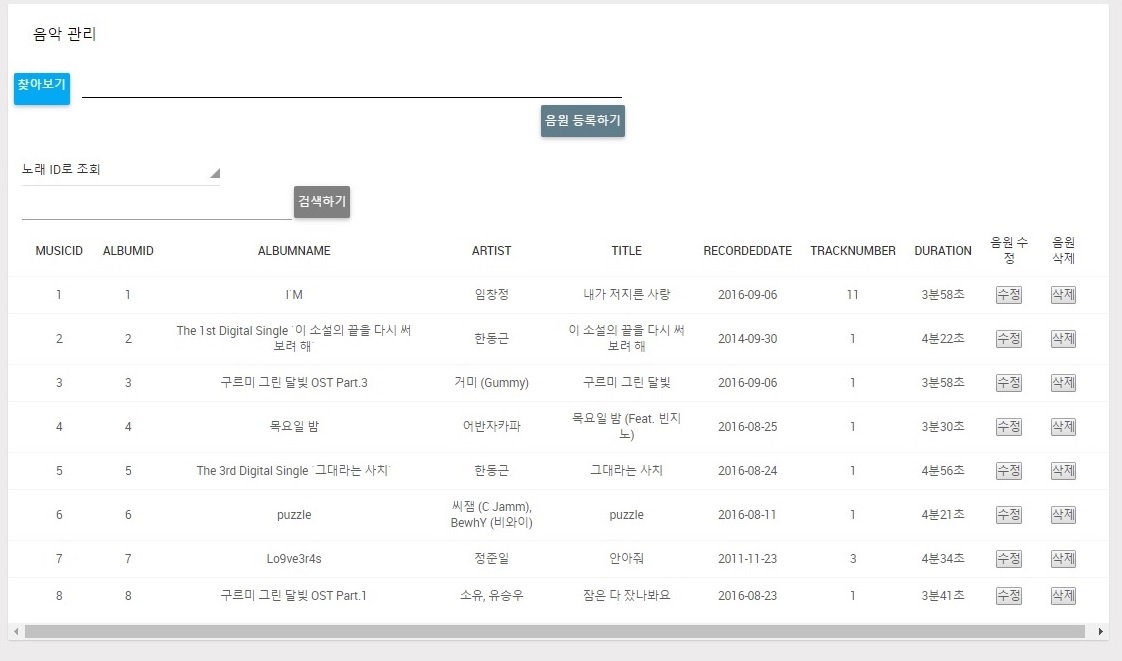 음악 관리
찾아보기
음원 등록하기
노래 ID로 조회
검색하기
MUSICID ALBUMID ALBUMNAME ARTIST TITLE RECORDEDDATE TRACKNUMBER DURATION 음원 수정 음원 삭제
1 1 I`M 임창정 내가 저지른 사랑 2016-09-06 11 3분58초 수정 삭제
2 2 The 1st Digital Single `이 소설의 끝을 다시 써 보려 해` 한동근 이 소설의 끝을 다시 써 보려 해 2014-09-30 1 4분22초 수정 삭제
3 3 구르미 그린 달빛 OST Part.3 거미 (Gummy) 구르미 그린 달빛 2016-09-06 1 3분58초 수정 삭제
4 4 목요일 밤 어반자카파 목요일 밤 (Feat. 빈지노) 2016-08-25 1 3분30초 수정 삭제
5 5 The 3rd Digital Single `그대라는 사치` 한동근 그대라는 사치 2016-08-24 1 4분56초 수정 삭제
6 6 puzzle 씨잼 (C Jamm), BewhY (비와이) puzzle 2016-08-11 1 4분21초 수정 삭제
7 7 Lo9ve3r4s 정준일 안아줘 2011-11-23 3 4분34초 수정 삭제
8 8 구르미 그린 달빛 OST Part.1 소유, 유승우 잠은 다 잤나봐요 2016-08-23 1 3분41초 수정 삭제